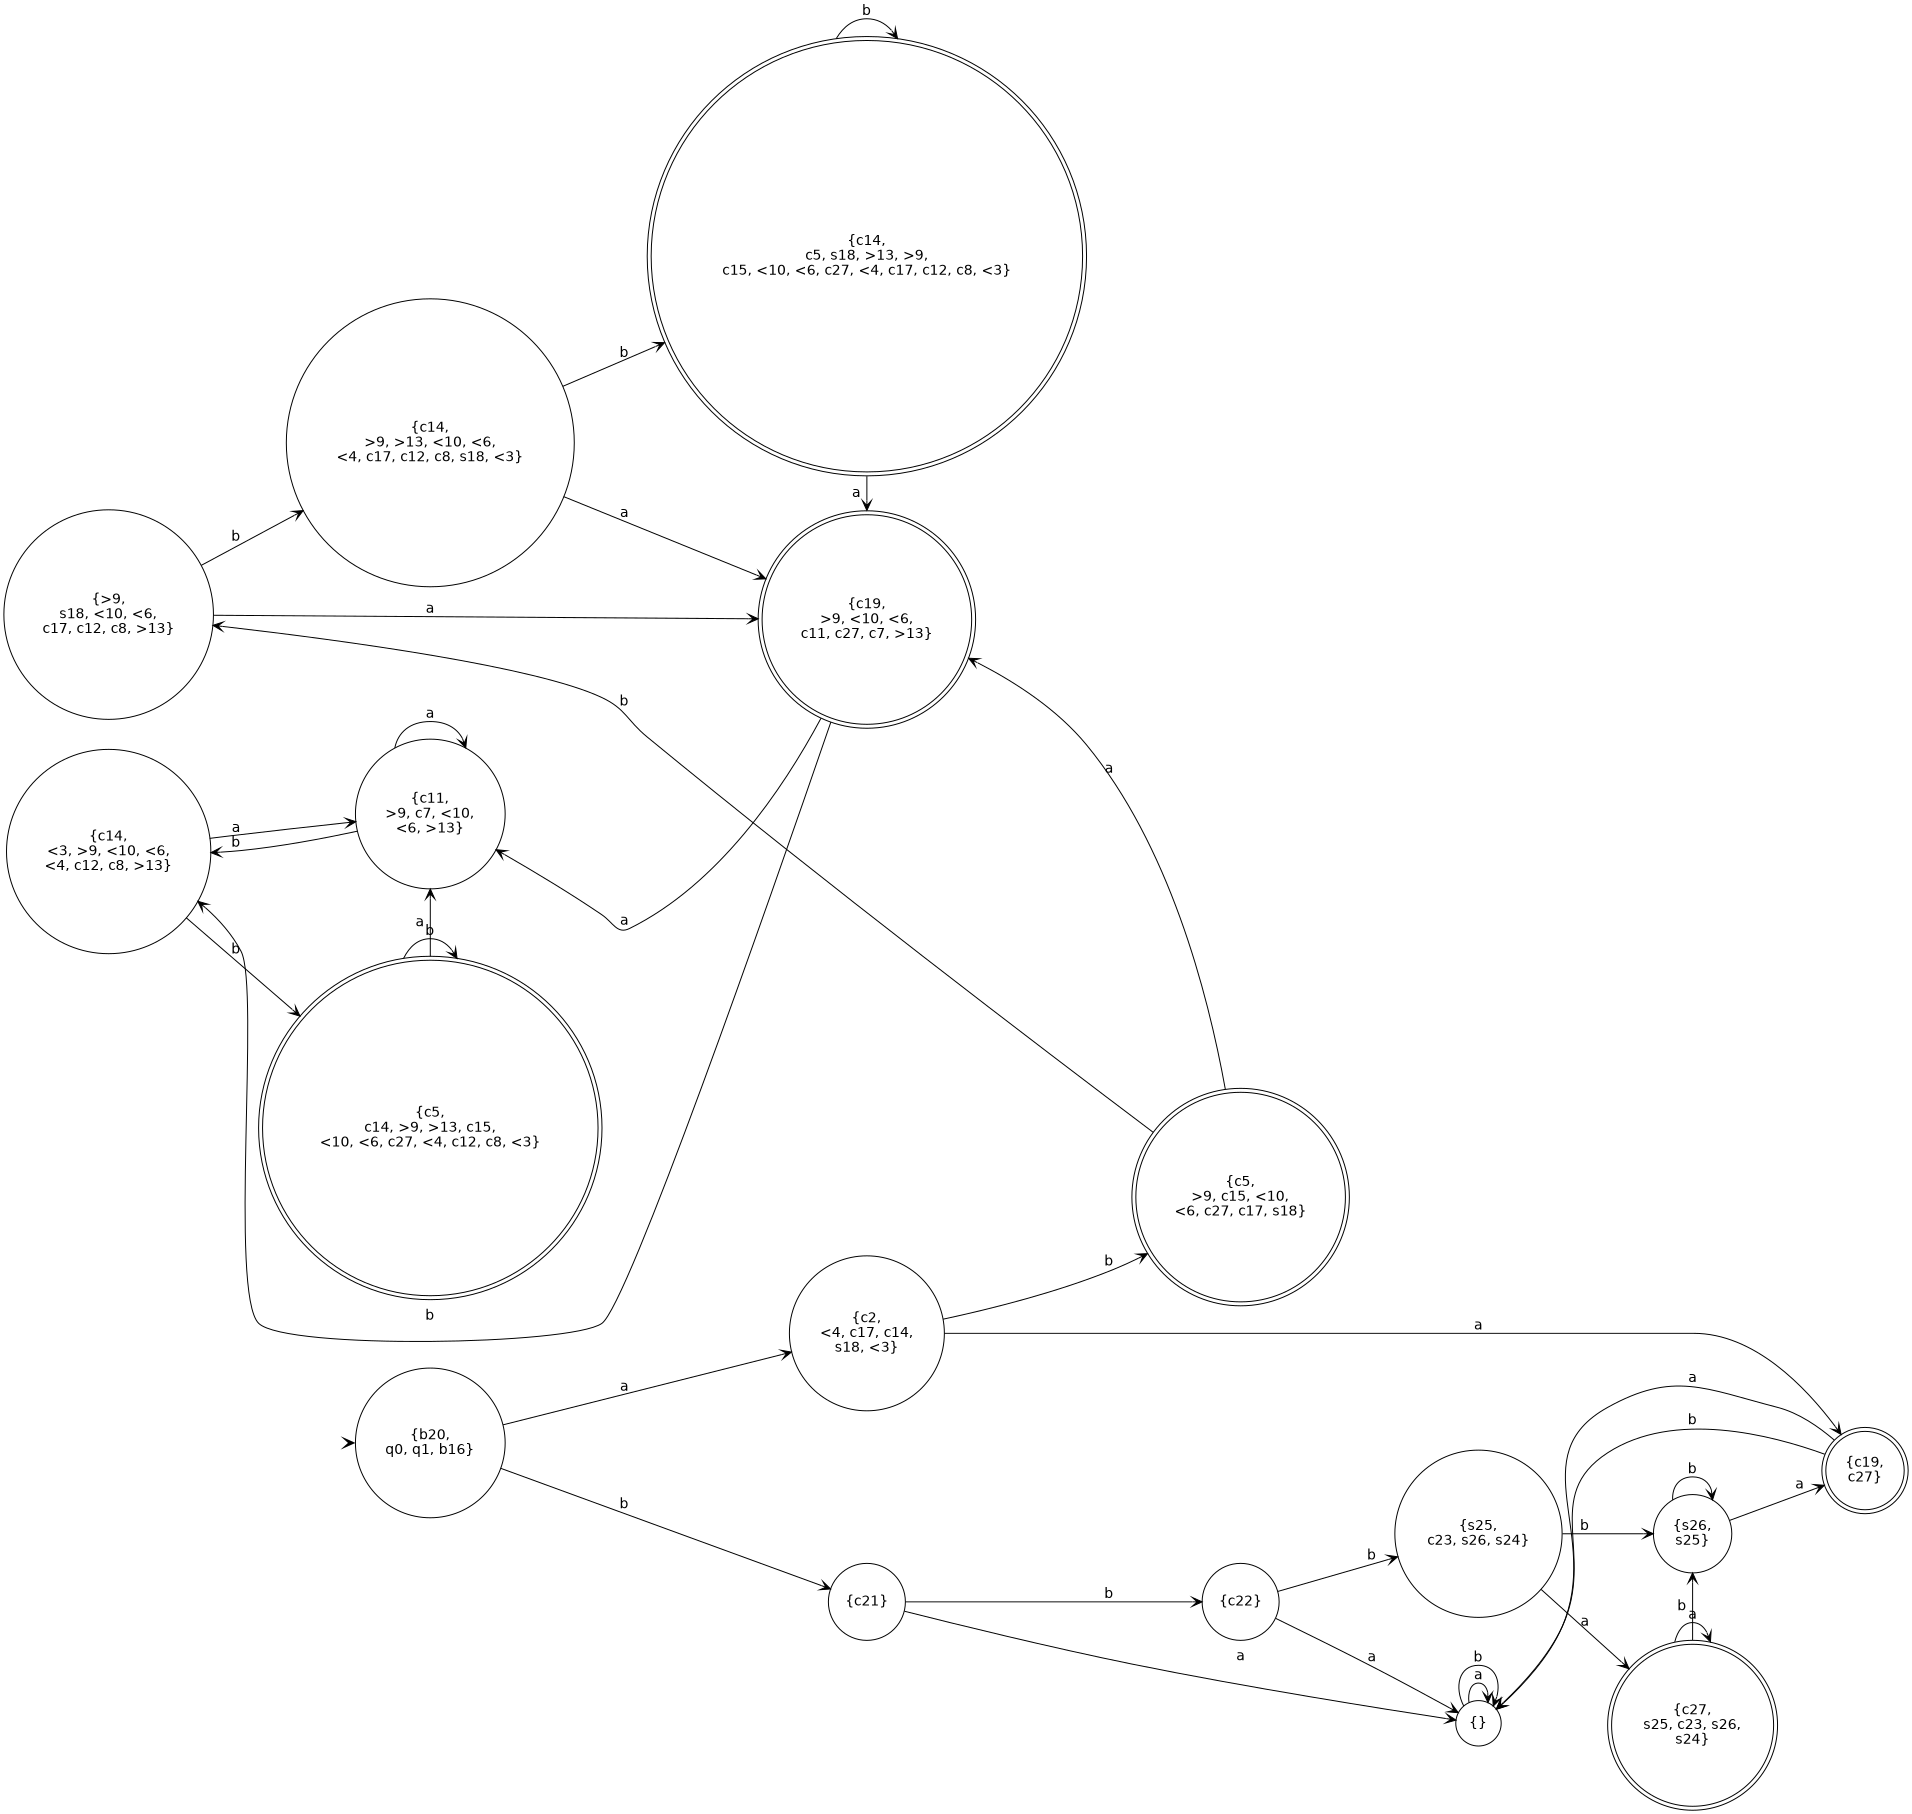 b
{c14,
c5, s18, >13, >9,
c15, <10, <6, c27, <4, c17, c12, c8, <3}
b
{c14,
>9, >13, <10, <6,
<4, c17, c12, c8, s18, <3}
a
a
b
{>9,
s18, <10, <6,
c17, c12, c8, >13}
a
{c19,
>9, <10, <6,
c11, c27, c7, >13}
b
a
a
{c11,
>9, c7, <10,
<6, >13}
{c14,
<3, >9, <10, <6,
<4, c12, c8, >13}
a
b
a
a
b
b
{c5,
c14, >9, >13, c15,
<10, <6, c27, <4, c12, c8, <3}
{c5,
>9, c15, <10,
<6, c27, c17, s18}
b
b
{c2,
<4, c17, c14,
s18, <3}
a
a
a
b
{b20,
q0, q1, b16}
{c19,
c27}
b
a
b
{s25,
c23, s26, s24}
b
{s26,
s25}
b
{c21}
b
{c22}
b
a
a
a
b
a
b
a
{}
{c27,
s25, c23, s26,
s24}